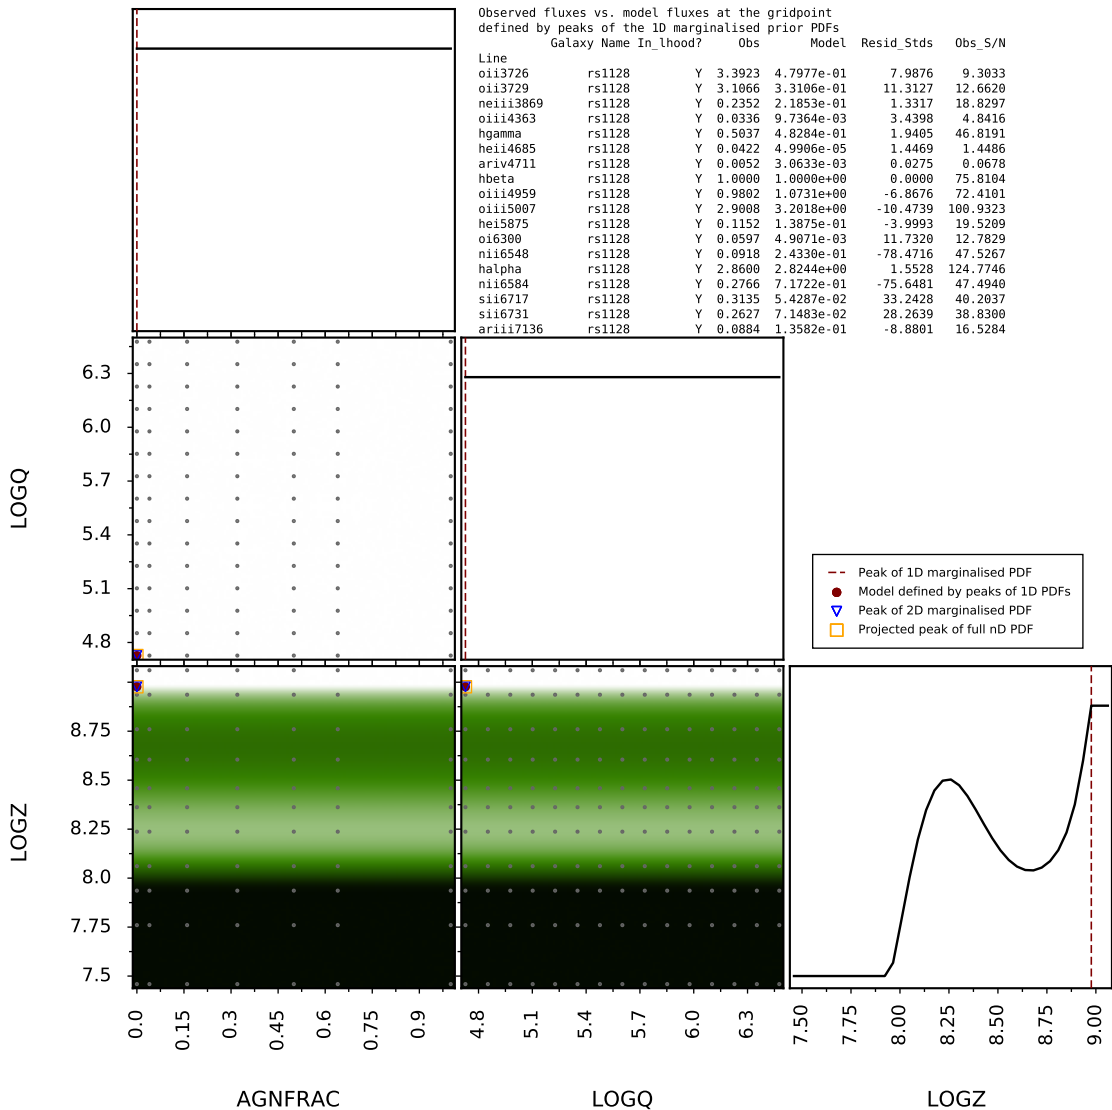 Observed fluxes vs. model fluxes at the gridpoint
defined by peaks of the 1D marginalised prior PDFs
Galaxy Name In_lhood? Obs Model Resid_Stds Obs_S/N
Line
oii3726 rs1128 Y 3.3923 4.7977e-01 7.9876 9.3033
oii3729 rs1128 Y 3.1066 3.3106e-01 11.3127 12.6620
neiii3869 rs1128 Y 0.2352 2.1853e-01 1.3317 18.8297
oiii4363 rs1128 Y 0.0336 9.7364e-03 3.4398 4.8416
hgamma rs1128 Y 0.5037 4.8284e-01 1.9405 46.8191
heii4685 rs1128 Y 0.0422 4.9906e-05 1.4469 1.4486
ariv4711 rs1128 Y 0.0052 3.0633e-03 0.0275 0.0678
hbeta rs1128 Y 1.0000 1.0000e+00 0.0000 75.8104
oiii4959 rs1128 Y 0.9802 1.0731e+00 -6.8676 72.4101
oiii5007 rs1128 Y 2.9008 3.2018e+00 -10.4739 100.9323
hei5875 rs1128 Y 0.1152 1.3875e-01 -3.9993 19.5209
oi6300 rs1128 Y 0.0597 4.9071e-03 11.7320 12.7829
nii6548 rs1128 Y 0.0918 2.4330e-01 -78.4716 47.5267
halpha rs1128 Y 2.8600 2.8244e+00 1.5528 124.7746
nii6584 rs1128 Y 0.2766 7.1722e-01 -75.6481 47.4940
sii6717 rs1128 Y 0.3135 5.4287e-02 33.2428 40.2037
sii6731 rs1128 Y 0.2627 7.1483e-02 28.2639 38.8300
ariii7136 rs1128 Y 0.0884 1.3582e-01 -8.8801 16.5284
6.3
6.0
5.7
5.4
5.1
4.8
LOGQ
Peak of 1D marginalised PDF
Model defined by peaks of 1D PDFs
Peak of 2D marginalised PDF
Projected peak of full nD PDF
8.75
8.5
8.25
8.0
7.75
7.5
LOGZ
0.0 0.15 0.3 0.45 0.6 0.75 0.9
4.8 5.1 5.4 5.7 6.0 6.3
7.50 7.75 8.00 8.25 8.50 8.75 9.00
AGNFRAC LOGQ LOGZ